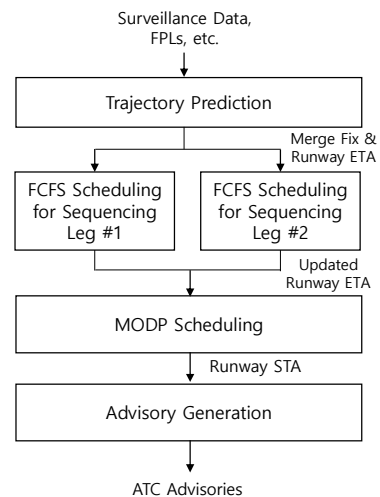 Surveillance Data,
FPLs, etc.
Trajectory Prediction
Merge Fix &
Runway ETA
FCFS Scheduling
for Sequencing
Leg #1
FCFS Scheduling
for Sequencing
Leg #2
Updated
Runway ETA
MODP Scheduling
Runway STA
Advisory Generation
ATC Advisories